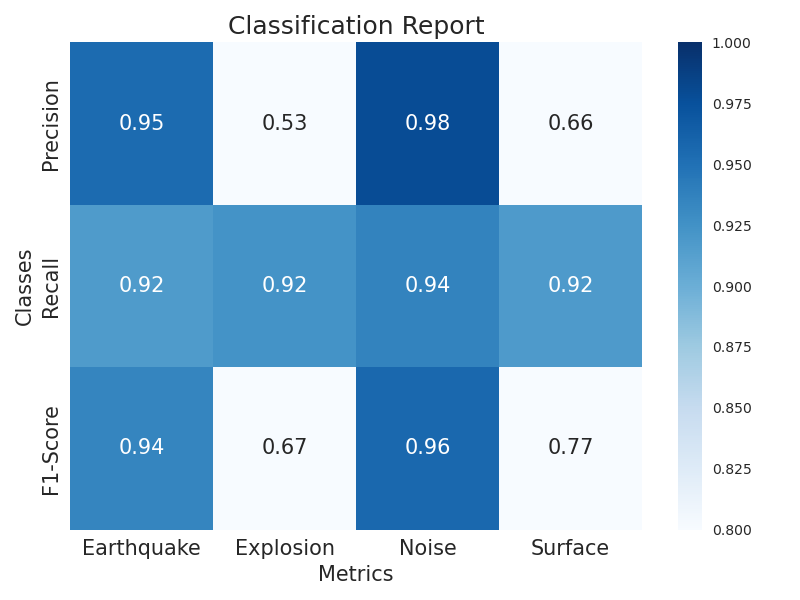 Classification Report
Classes
Precision
0.95 0.53 0.98 0.66
Recall
0.92 0.92 0.94 0.92
F1-Score
0.94 0.67 0.96 0.77
Earthquake Explosion Noise Surface
Metrics
1.000
0.975
0.950
0.925
0.900
0.875
0.850
0.825
0.800